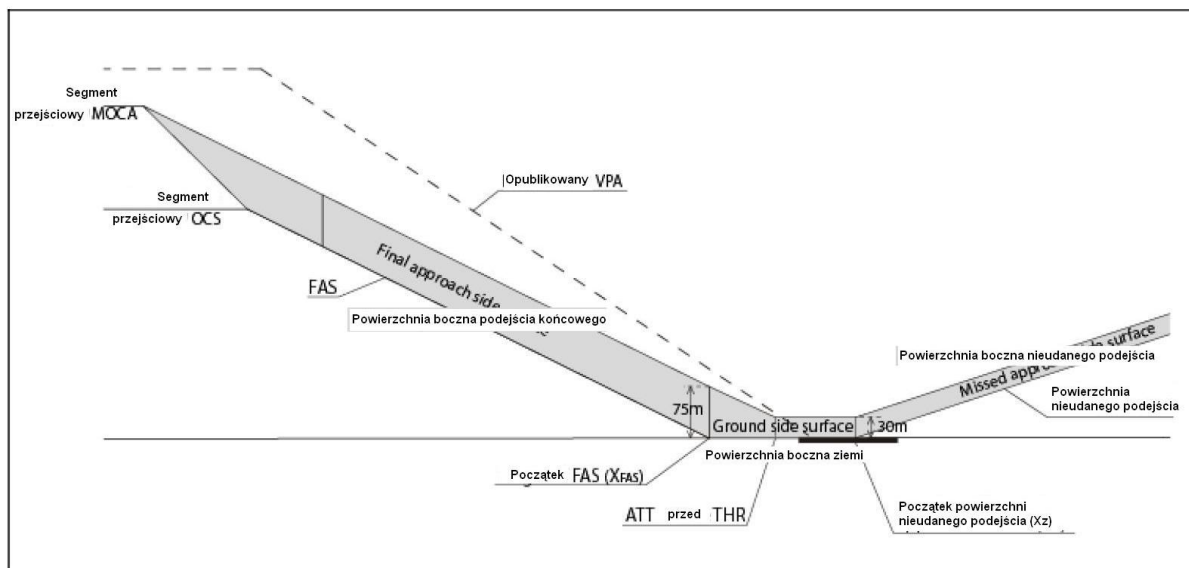 Segment
przejściowy MOCA
Opublikowany VPA
Segment
przejściowy OCS
Final approach side
FAS
Powierzchnia boczna podejścia końcowego
Powierzchnia boczna nieudanego podejścia
Missed app surface
Powierzchnia
nieudanego podejścia
75m
Ground side surface
30m
Powierzchnia boczna ziemi
Początek FAS (XFAS)
ATT przed THR
Początek powierzchni
nieudanego podejścia (Xz)